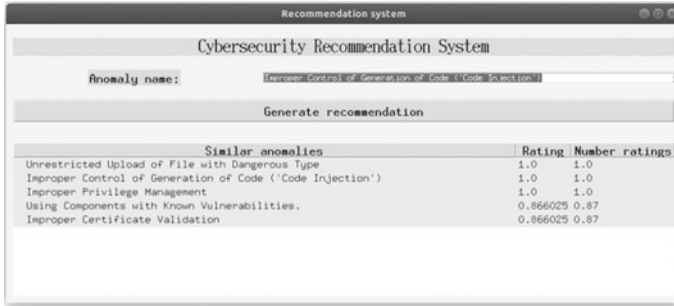 Recommendation system
Cybersecurity Recommendation System
Anomaly name: Improper Control of Generation of Code ('Code Injection')
Generate recommendation
Similar anomalies Rating Number ratings
Unrestricted Upload of File with Dangerous Type 1.0 1.0
Improper Control of Generation of Code ('Code Injection') 1.0 1.0
Improper Privilege Management 1.0 1.0
Using Components with Known Vulnerabilities. 0.866025 0.87
Improper Certificate Validation 0.866025 0.87